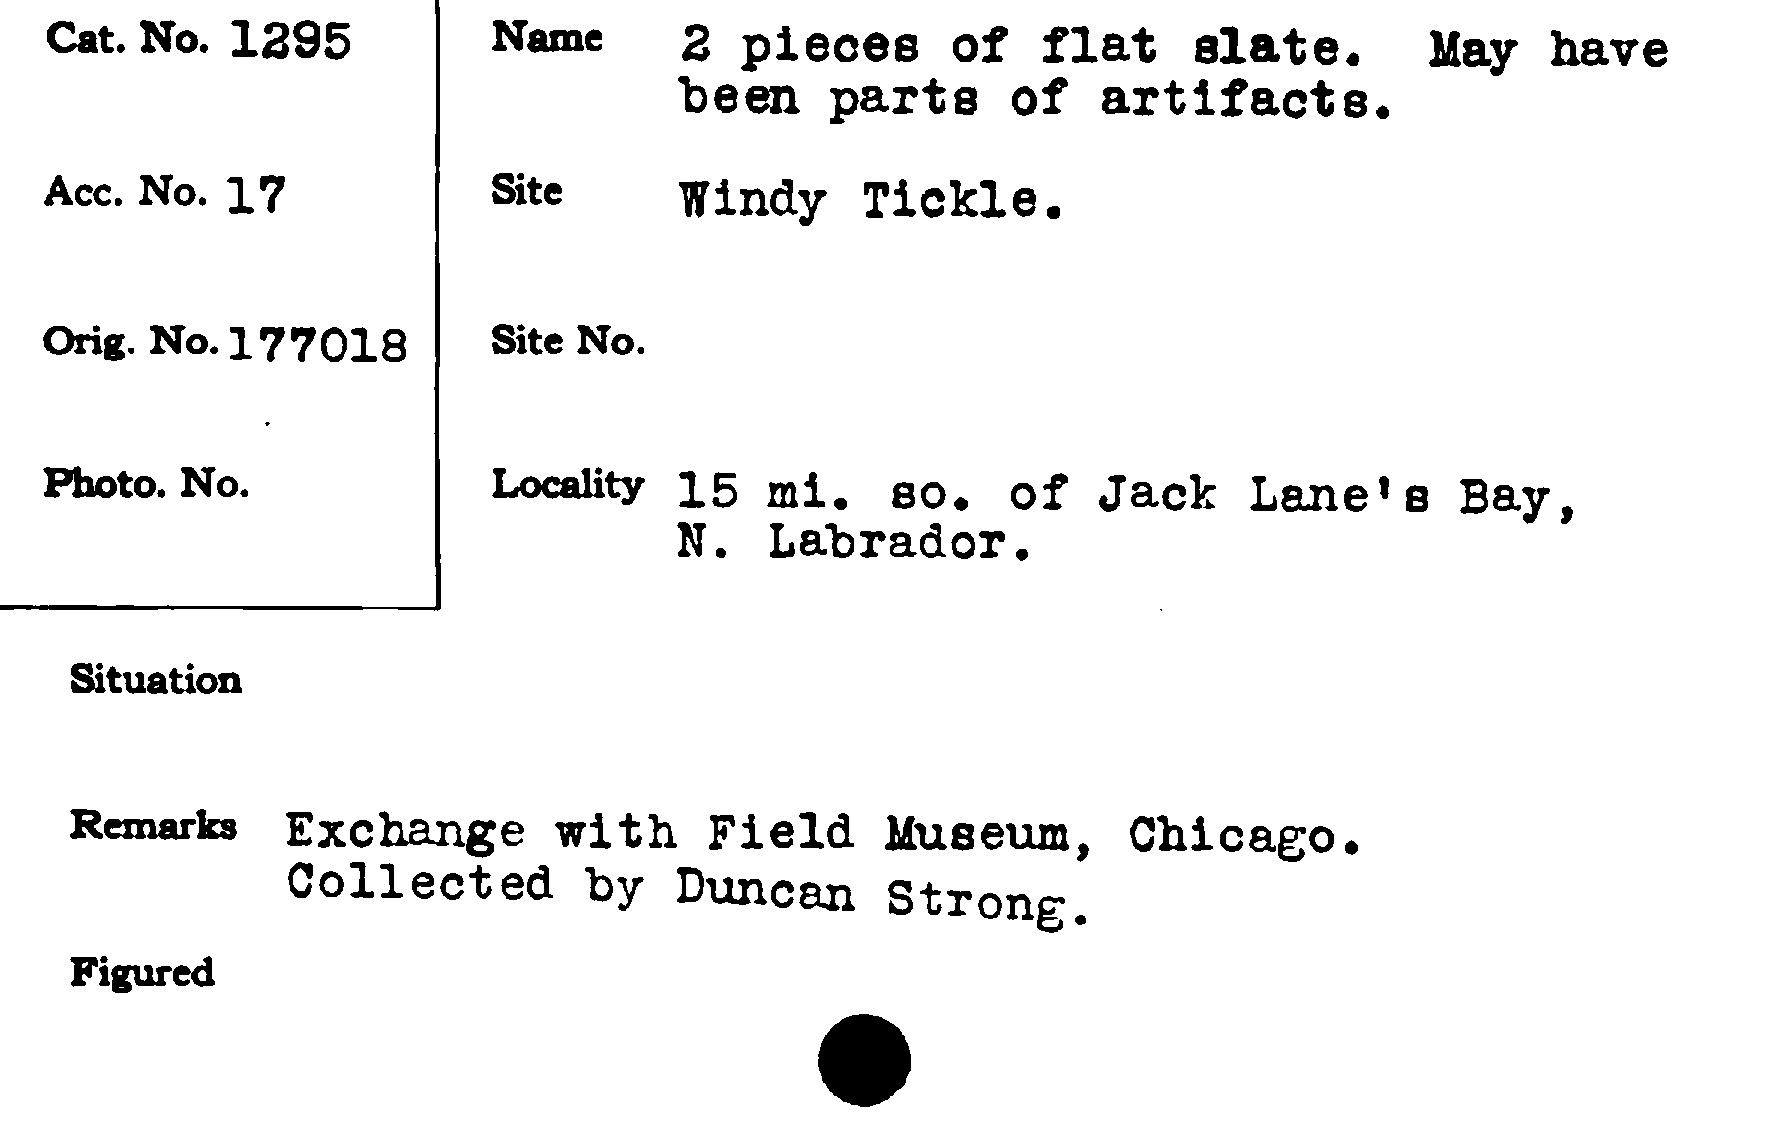 Cat. No. 1295
Name 2 pieces of flat slate. May have
been parts of artifacts.
Acc. No. 17
Site Windy Tickle.
Orig. No. 177018
Site No.
Photo. No.
Locality 15 mi. so. of Jack Lane's Bay,
N. Labrador.
Situation
Remarks Exchange with Field Museum, Chicago.
Collected by Duncan Strong.
Figured